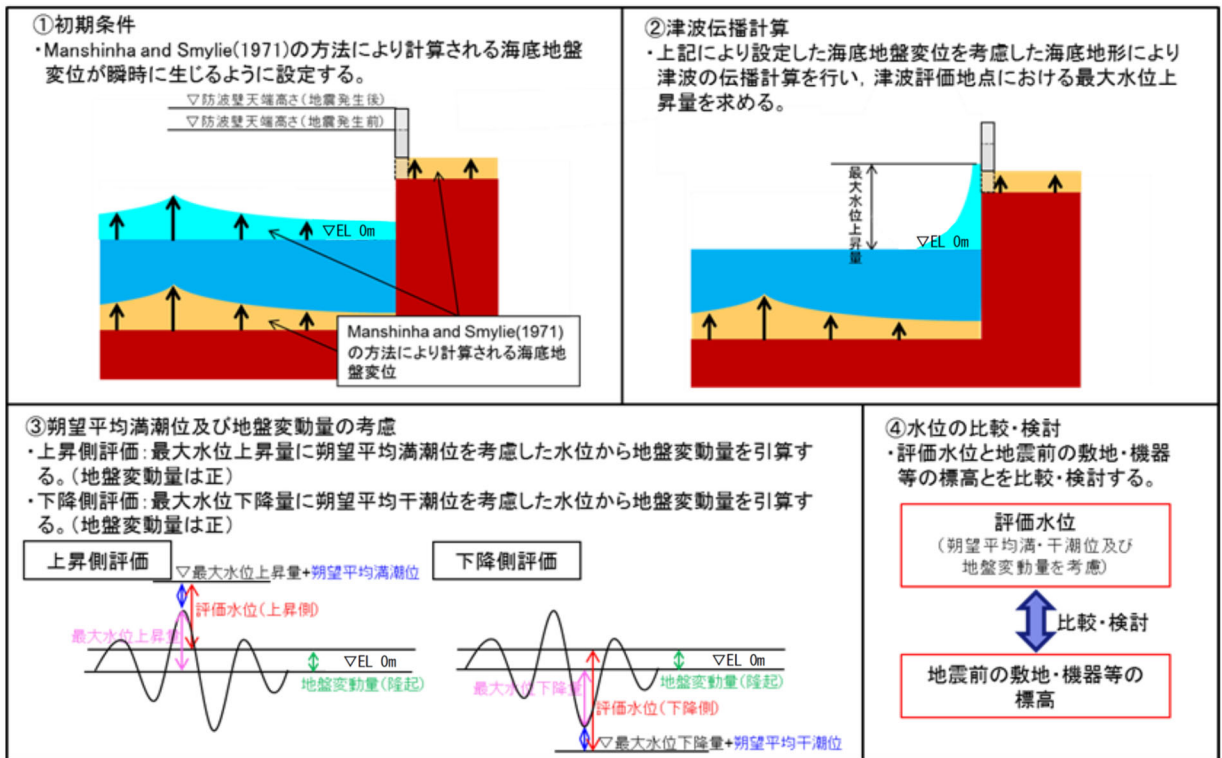 ①初期条件
・Manshinha and Smylie(1971)の方法により計算される海底地盤
変位が瞬時に生じるように設定する。
▽防波壁天端高さ(地震発生後)
▽防波壁天端高さ(地震発生前)
▽EL 0m
Manshinha and Smylie(1971)
の方法により計算される海底地
盤変位
②津波伝播計算
・上記により設定した海底地盤変位を考慮した海底地形により
津波の伝播計算を行い，津波評価地点における最大水位上
昇量を求める。
最大水位上昇量
▽EL 0m
③朔望平均満潮位及び地盤変動量の考慮
・上昇側評価：最大水位上昇量に朔望平均満潮位を考慮した水位から地盤変動量を引算す
る。（地盤変動量は正）
・下降側評価：最大水位下降量に朔望平均干潮位を考慮した水位から地盤変動量を引算す
る。（地盤変動量は正）
上昇側評価
▽最大水位上昇量+朔望平均満潮位
評価水位(上昇側)
最大水位上昇量
▽EL 0m
地盤変動量(隆起)
下降側評価
▽EL 0m
地盤変動量(隆起)
最大水位下降量
評価水位(下降側)
▽最大水位下降量+朔望平均干潮位
④水位の比較・検討
・評価水位と地震前の敷地・機器
等の標高とを比較・検討する。
評価水位
（朔望平均満・干潮位及び
地盤変動量を考慮）
比較・検討
地震前の敷地・機器等の
標高